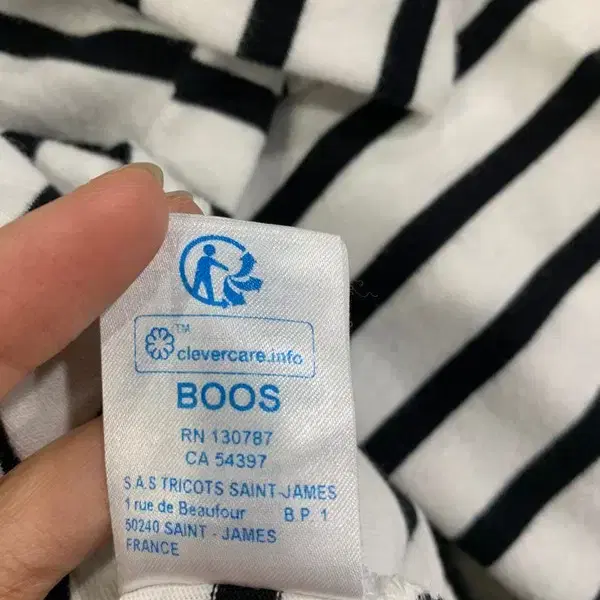 TM
clevercare.info
BOOS
RN 130787
CA 54397
S.A.S TRICOTS SAINT-JAMES
1 rue de Beaufour B.P. 1
50240 SAINT - JAMES
FRANCE